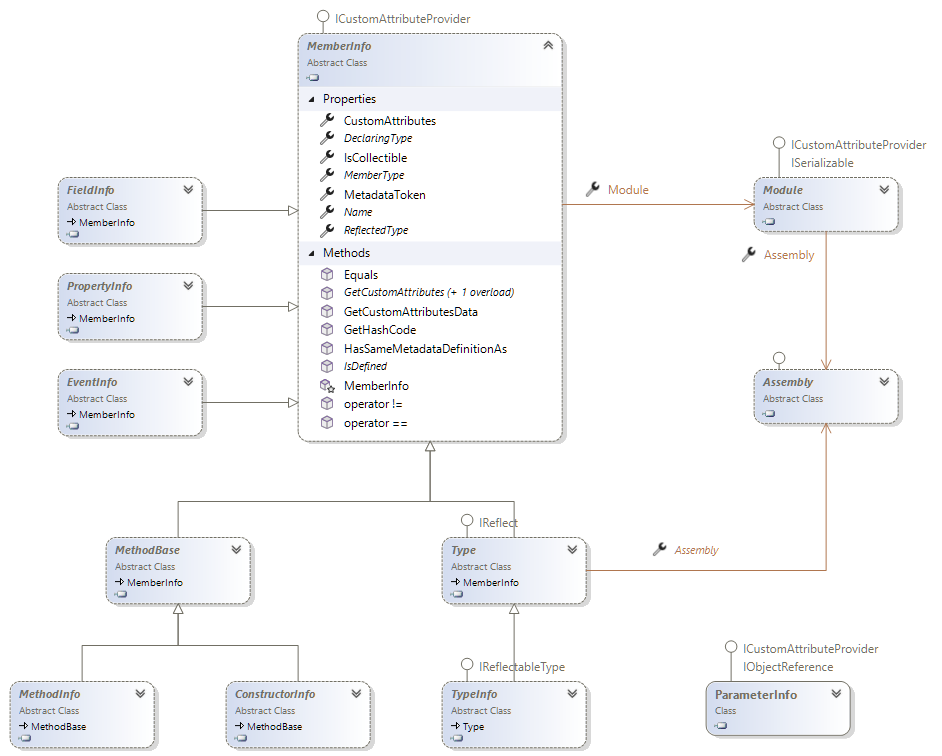 ICustomAttributeProvider
MemberInfo
Abstract Class
Properties
CustomAttributes
DeclaringType
IsCollectible
MemberType
MetadataToken
Name
ReflectedType
Methods
Equals
GetCustomAttributes (+ 1 overload)
GetCustomAttributesData
GetHashCode
HasSameMetadataDefinitionAs
IsDefined
MemberInfo
operator !=
operator ==
FieldInfo
Abstract Class
MemberInfo
PropertyInfo
Abstract Class
MemberInfo
EventInfo
Abstract Class
MemberInfo
Module
ICustomAttributeProvider
ISerializable
Module
Abstract Class
Assembly
Assembly
Abstract Class
MethodBase
Abstract Class
MemberInfo
IReflect
Type
Abstract Class
MemberInfo
Assembly
MethodInfo
Abstract Class
MethodBase
ConstructorInfo
Abstract Class
MethodBase
IReflectableType
TypeInfo
Abstract Class
Type
ICustomAttributeProvider
IObjectReference
ParameterInfo
Class